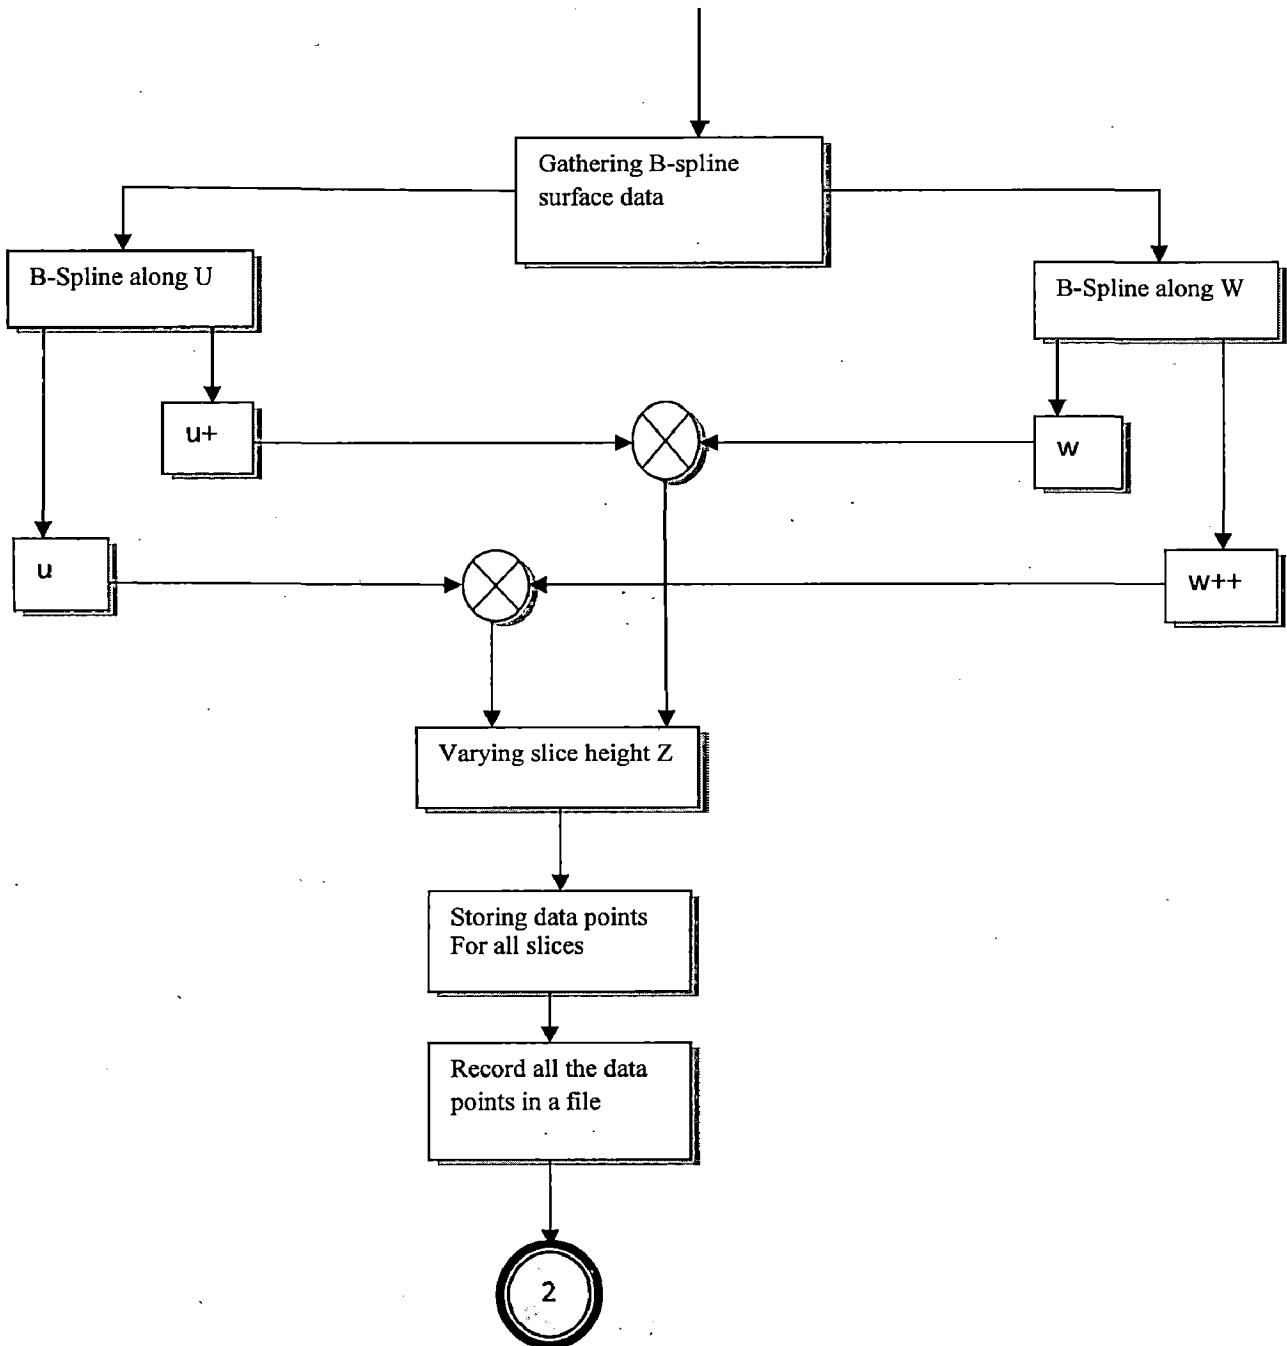 Gathering B-spline
surface data
B-Spline along U
B-Spline along W
u+
w
u
w++
Varying slice height Z
Storing data points
For all slices
Record all the data
points in a file
2